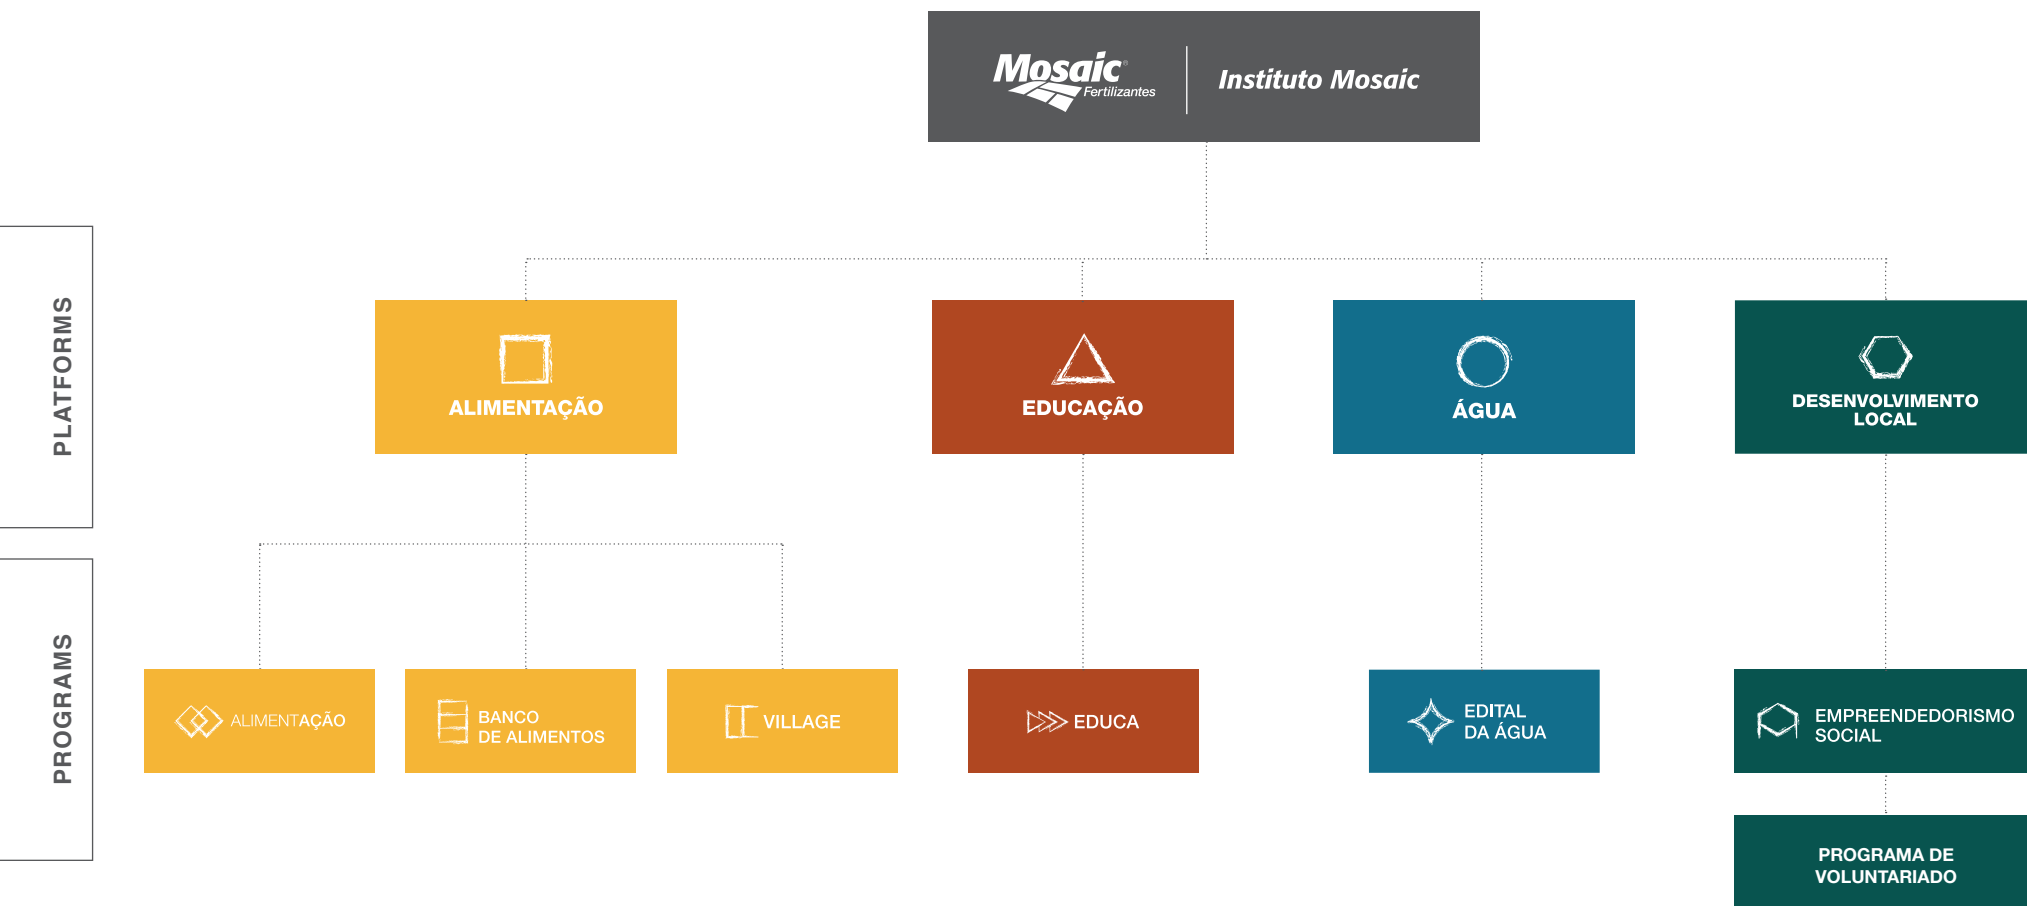 Mosaic®
Fertilizantes
Instituto Mosaic
PLATFORMS
ALIMENTAÇÃO
EDUCAÇÃO
ÁGUA
DESENVOLVIMENTO
LOCAL
PROGRAMS
ALIMENTAÇÃO
BANCO
DE ALIMENTOS
VILLAGE
EDUCA
EDITAL
DA ÁGUA
EMPREENDEDORISMO
SOCIAL
PROGRAMA DE
VOLUNTARIADO